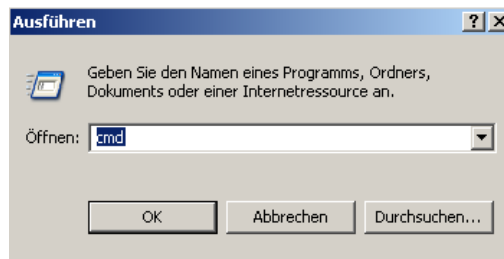 Ausführen
Geben Sie den Namen eines Programms, Ordners,
Dokuments oder einer Internetressource an.
Öffnen: cmd
OK Abbrechen Durchsuchen...